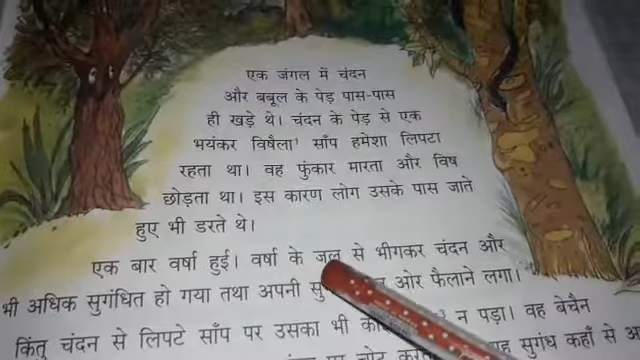 एक जंगल में चंदन
और बबूल के पेड़ पास-पास
ही खड़े थे। चंदन के पेड़ से एक
भयंकर विषैला¹ साँप हमेशा लिपटा
रहता था। वह फुंकार मारता और विष
छोड़ता था। इस कारण लोग उसके पास जाते
हुए भी डरते थे।
एक बार वर्षा हुई। वर्षा के जल से भीगकर चंदन और
भी अधिक सुगंधित हो गया तथा अपनी ओर फैलाने लगा।
किंतु चंदन से लिपटे साँप पर उसका भी न पड़ा। वह बेचैन
सुगंध कहाँ से
पर चोट